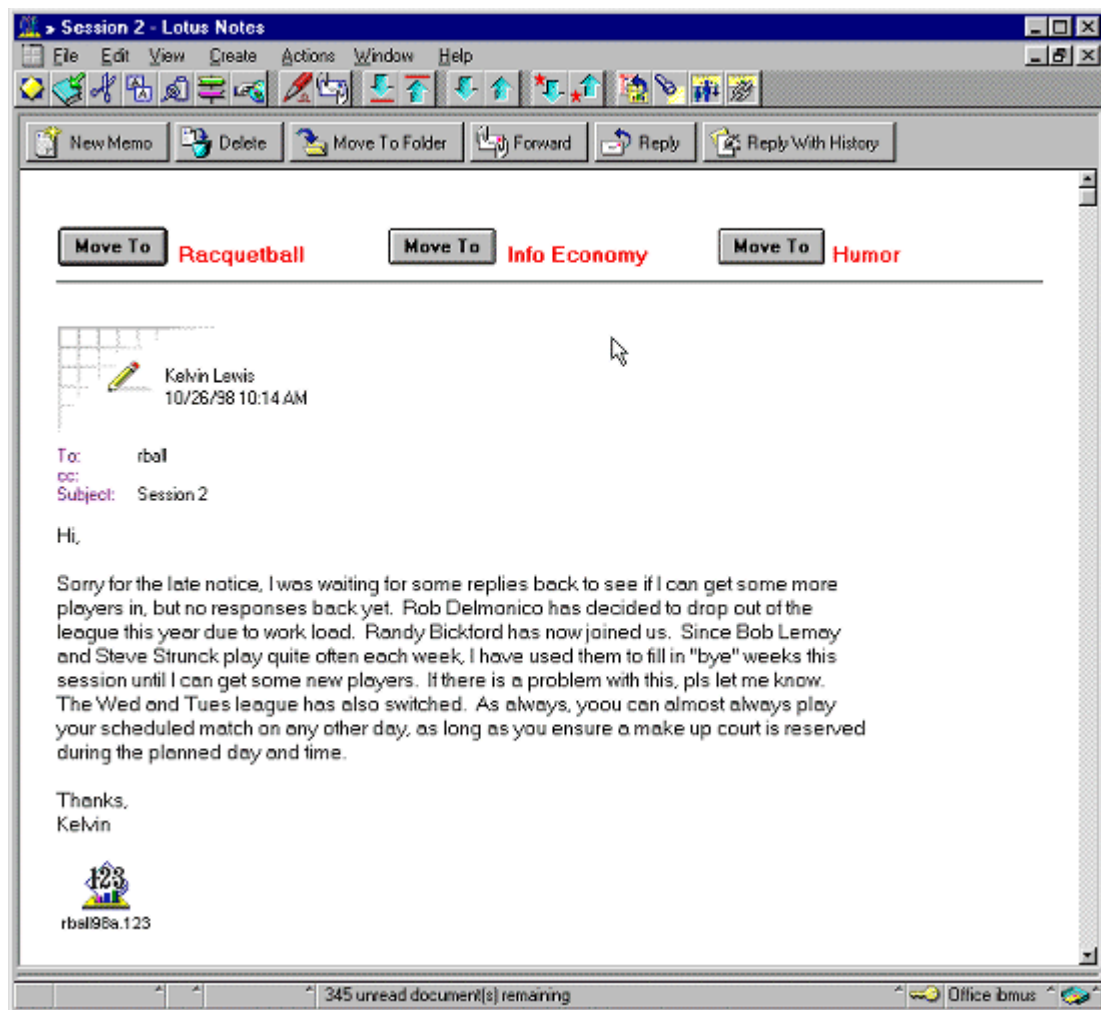 Session 2 - Lotus Notes
File Edit View Create Actions Window Help
New Memo Delete Move To Folder Forward Reply Reply With History
Move To Racquetball Move To Info Economy Move To Humor
Kelvin Lewis
10/26/98 10:14 AM
To: rball
cc:
Subject: Session 2
Hi,
Sorry for the late notice, I was waiting for some replies back to see if I can get some more
players in, but no responses back yet. Rob Delmonico has decided to drop out of the
league this year due to work load. Randy Bickford has now joined us. Since Bob Lemay
and Steve Strunck play quite often each week, I have used them to fill in "bye" weeks this
session until I can get some new players. If there is a problem with this, pls let me know.
The Wed and Tues league has also switched. As always, yoou can almost always play
your scheduled match on any other day, as long as you ensure a make up court is reserved
during the planned day and time.
Thanks,
Kelvin
123
rball98a.123
345 unread document(s) remaining Office ibmus